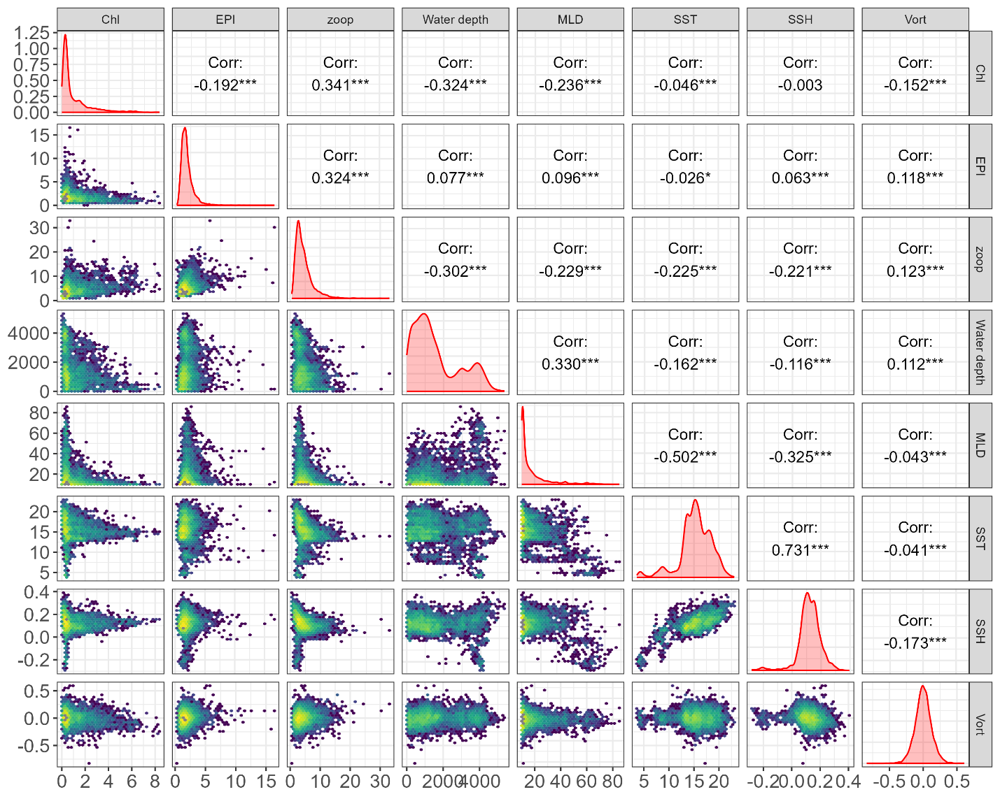 Chl EPI zoop Water depth MLD SST SSH Vort
1.25
1.00
0.75
0.50
0.25
0.00
Corr: Corr: Corr: Corr: Corr: Corr: Corr:
-0.192*** 0.341*** -0.324*** -0.236*** -0.046*** -0.003 -0.152***
Chl
15
10
5
0
Corr: Corr: Corr: Corr: Corr: Corr:
0.324*** 0.077*** 0.096*** -0.026* 0.063*** 0.118***
EPI
30
20
10
0
Corr: Corr: Corr: Corr: Corr:
-0.302*** -0.229*** -0.225*** -0.221*** 0.123***
zoop
4000
2000
0
Corr: Corr: Corr: Corr:
0.330*** -0.162*** -0.116*** 0.112***
Water depth
80
60
40
20
Corr: Corr: Corr:
-0.502*** -0.325*** -0.043***
MLD
20
15
10
5
Corr: Corr:
0.731*** -0.041***
SST
0.4
0.2
0.0
-0.2
Corr:
-0.173***
SSH
0.5
0.0
-0.5
Vort
0 2 4 6 8 0 5 10 15 0 10 20 30 0 2000 4000 20 40 60 80 5 10 15 20 -0.2 0.0 0.2 0.4 -0.5 0.0 0.5